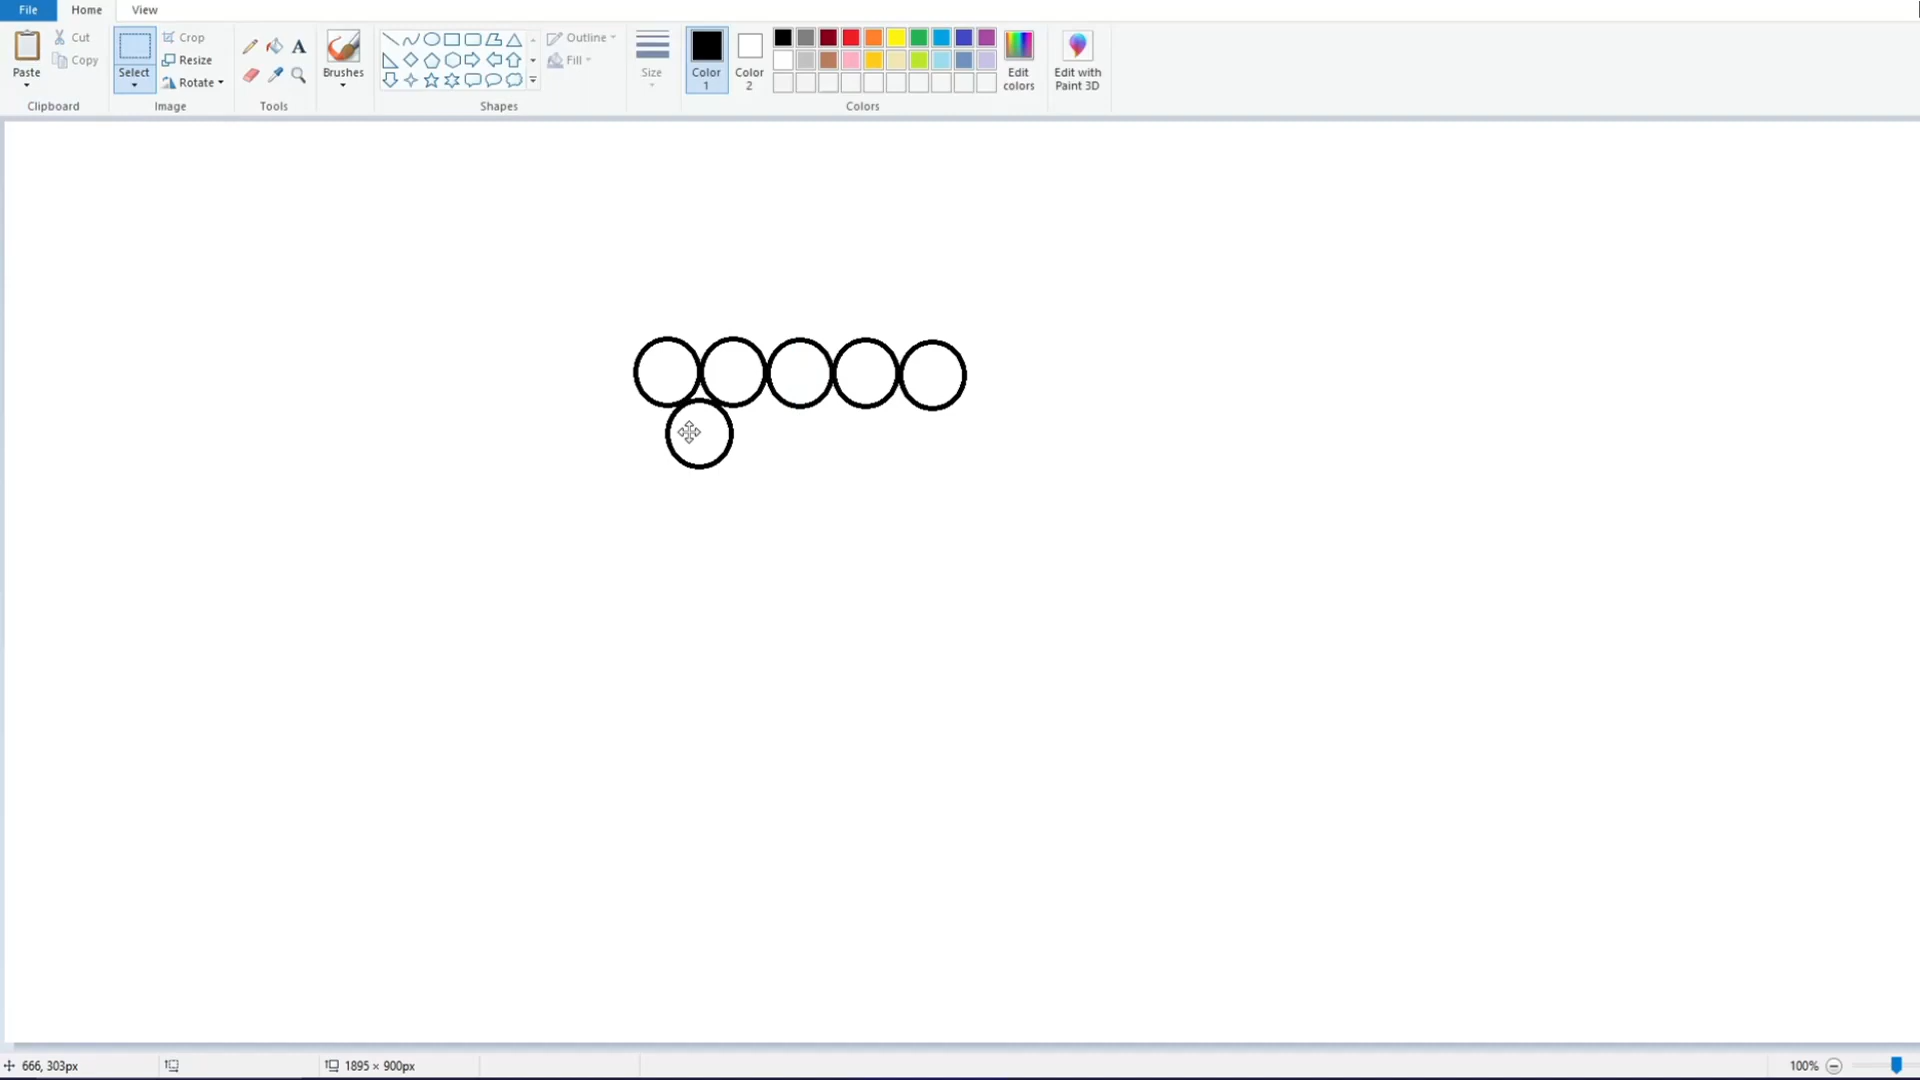 File Home View
Paste
Cut
Copy
Clipboard
Select
Crop
Resize
Rotate
Image
A
Tools
Brushes
Shapes
Outline
Fill
Size
Color 1
Color 2
Colors
Edit colors
Edit with Paint 3D
666, 303px
1895 × 900px
100%